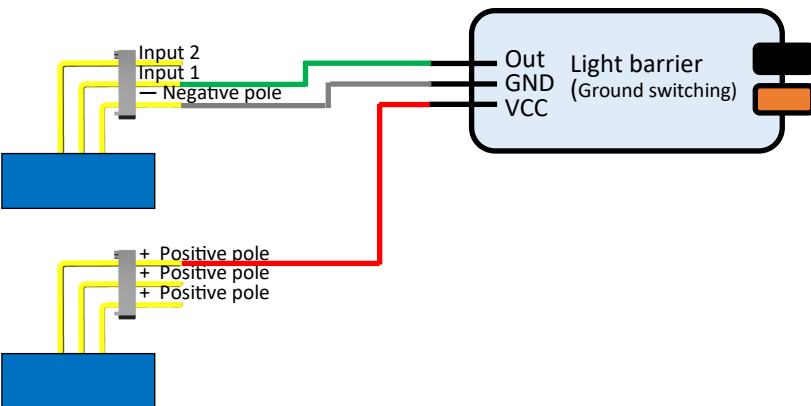 Input 2
Input 1
— Negative pole
Out
GND
VCC
Light barrier
(Ground switching)
+ Positive pole
+ Positive pole
+ Positive pole